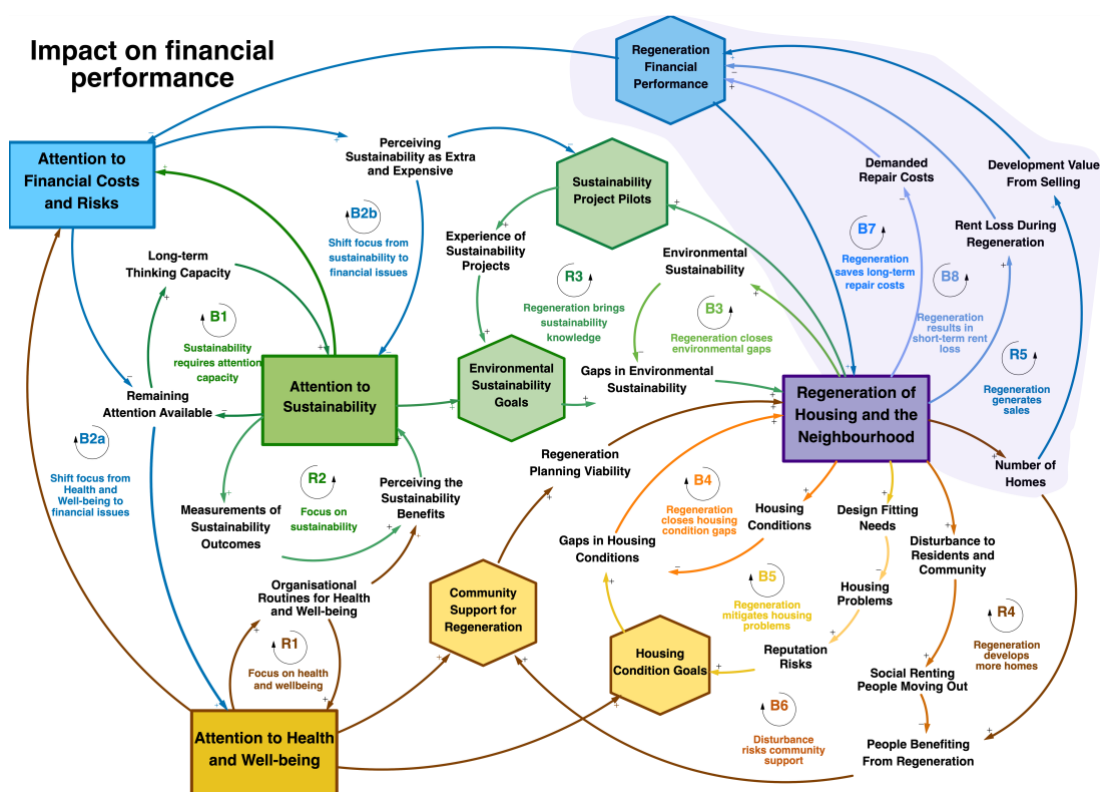 Impact on financial
performance
Regeneration
Financial
Performance
Attention to
Financial Costs
and Risks
Perceiving
Sustainability as Extra
and Expensive
Sustainability
Project Pilots
Demanded
Repair Costs
Development Value
From Selling
B2b
Shift focus from
sustainability to
financial issues
Experience of
Sustainability
Projects
Environmental
Sustainability
B7
Regeneration
saves long-term
repair costs
Rent Loss During
Regeneration
Long-term
Thinking Capacity
R3
Regeneration brings
sustainability
knowledge
B8
Regeneration
results in
short-term rent
loss
B1
Sustainability
requires attention
capacity
B3
Regeneration closes
environmental gaps
R5
Regeneration
generates
sales
Remaining
Attention Available
Attention to
Sustainability
Environmental
Sustainability
Goals
Gaps in Environmental
Sustainability
Regeneration of
Housing and the
Neighbourhood
B2a
Shift focus from
Health and
Well-being to
financial issues
R2
Focus on
sustainability
Perceiving the
Sustainability
Benefits
Regeneration
Planning Viability
B4
Regeneration
closes housing
condition gaps
Number of
Homes
Measurements of
Sustainability
Outcomes
Gaps in Housing
Conditions
Housing
Conditions
Design Fitting
Needs
Disturbance to
Residents and
Community
Organisational
Routines for Health
and Well-being
Community
Support for
Regeneration
B5
Regeneration
mitigates housing
problems
Housing
Problems
R4
Regeneration
develops
more homes
R1
Focus on health
and wellbeing
Housing
Condition Goals
Reputation
Risks
Social Renting
People Moving Out
B6
Disturbance
risks community
support
Attention to Health
and Well-being
People Benefiting
From Regeneration